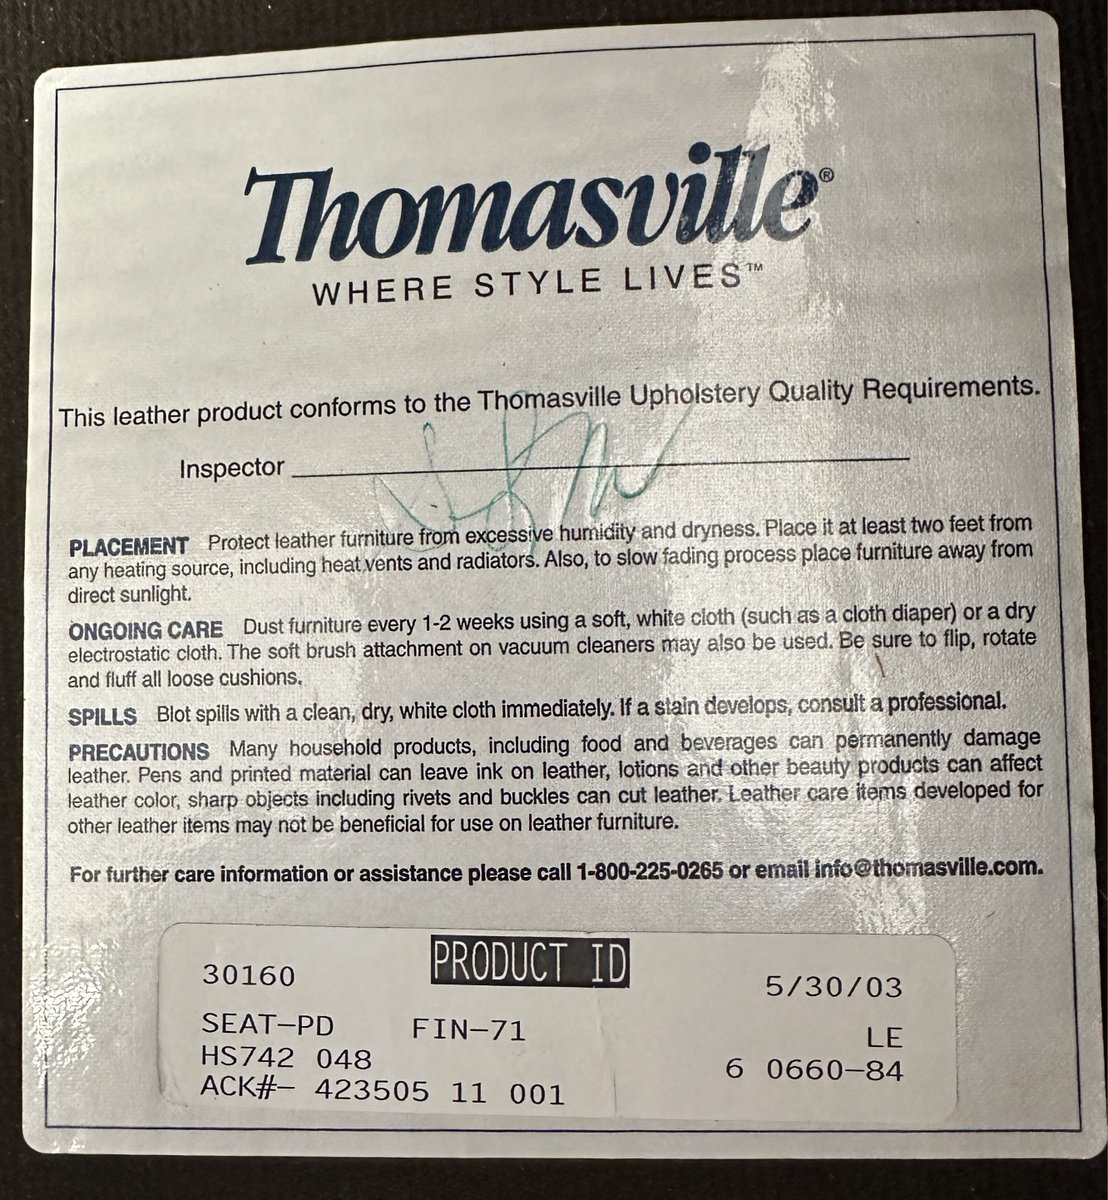 Thomasville®
WHERE STYLE LIVES™
This leather product conforms to the Thomasville Upholstery Quality Requirements.
Inspector
PLACEMENT Protect leather furniture from excessive humidity and dryness. Place it at least two feet from
any heating source, including heat vents and radiators. Also, to slow fading process place furniture away from
direct sunlight.
ONGOING CARE Dust furniture every 1-2 weeks using a soft, white cloth (such as a cloth diaper) or a dry
electrostatic cloth. The soft brush attachment on vacuum cleaners may also be used. Be sure to flip, rotate
and fluff all loose cushions.
SPILLS Blot spills with a clean, dry, white cloth immediately. If a stain develops, consult a professional.
PRECAUTIONS Many household products, including food and beverages can permanently damage
leather. Pens and printed material can leave ink on leather, lotions and other beauty products can affect
leather color, sharp objects including rivets and buckles can cut leather. Leather care items developed for
other leather items may not be beneficial for use on leather furniture.
For further care information or assistance please call 1-800-225-0265 or email info@thomasville.com.
PRODUCT ID
30160 5/30/03
SEAT-PD FIN-71 LE
HS742 048 6 0660-84
ACK#- 423505 11 001